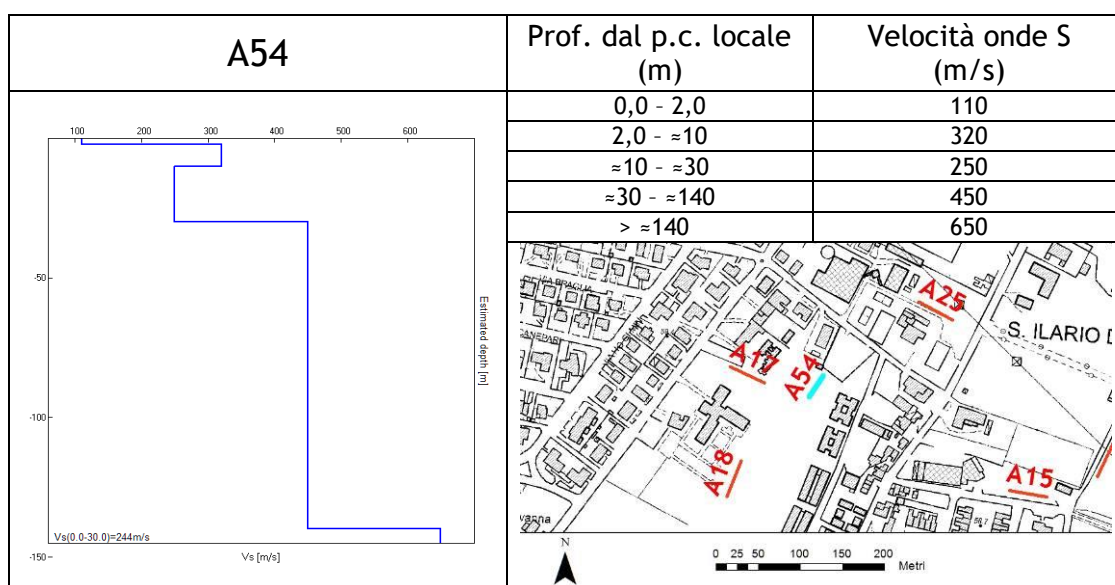 A54
Prof. dal p.c. locale
(m)
Velocità onde S
(m/s)
0,0 – 2,0 110
2,0 – ≈10 320
≈10 – ≈30 250
≈30 – ≈140 450
> ≈140 650
100 200 300 400 500 600
-50
-100
-150
Estimated depth [m]
Vs(0.0-30.0)=244m/s
Vs [m/s]
BRAGLIA
CANEPARI
A25
S. ILARIO D
A17
A54
A18
A15
N
0 25 50 100 150 200
Metri